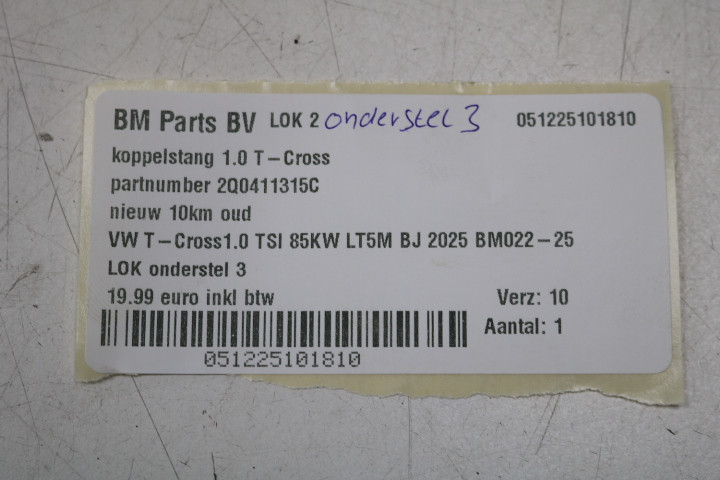 BM Parts BV LOK 2 onderstel 3 051225101810
koppelstang 1.0 T-Cross
partnumber 2Q0411315C
nieuw 10km oud
VW T-Cross1.0 TSI 85KW LT5M BJ 2025 BM022-25
LOK onderstel 3
19.99 euro inkl btw Verz: 10
Aantal: 1
051225101810